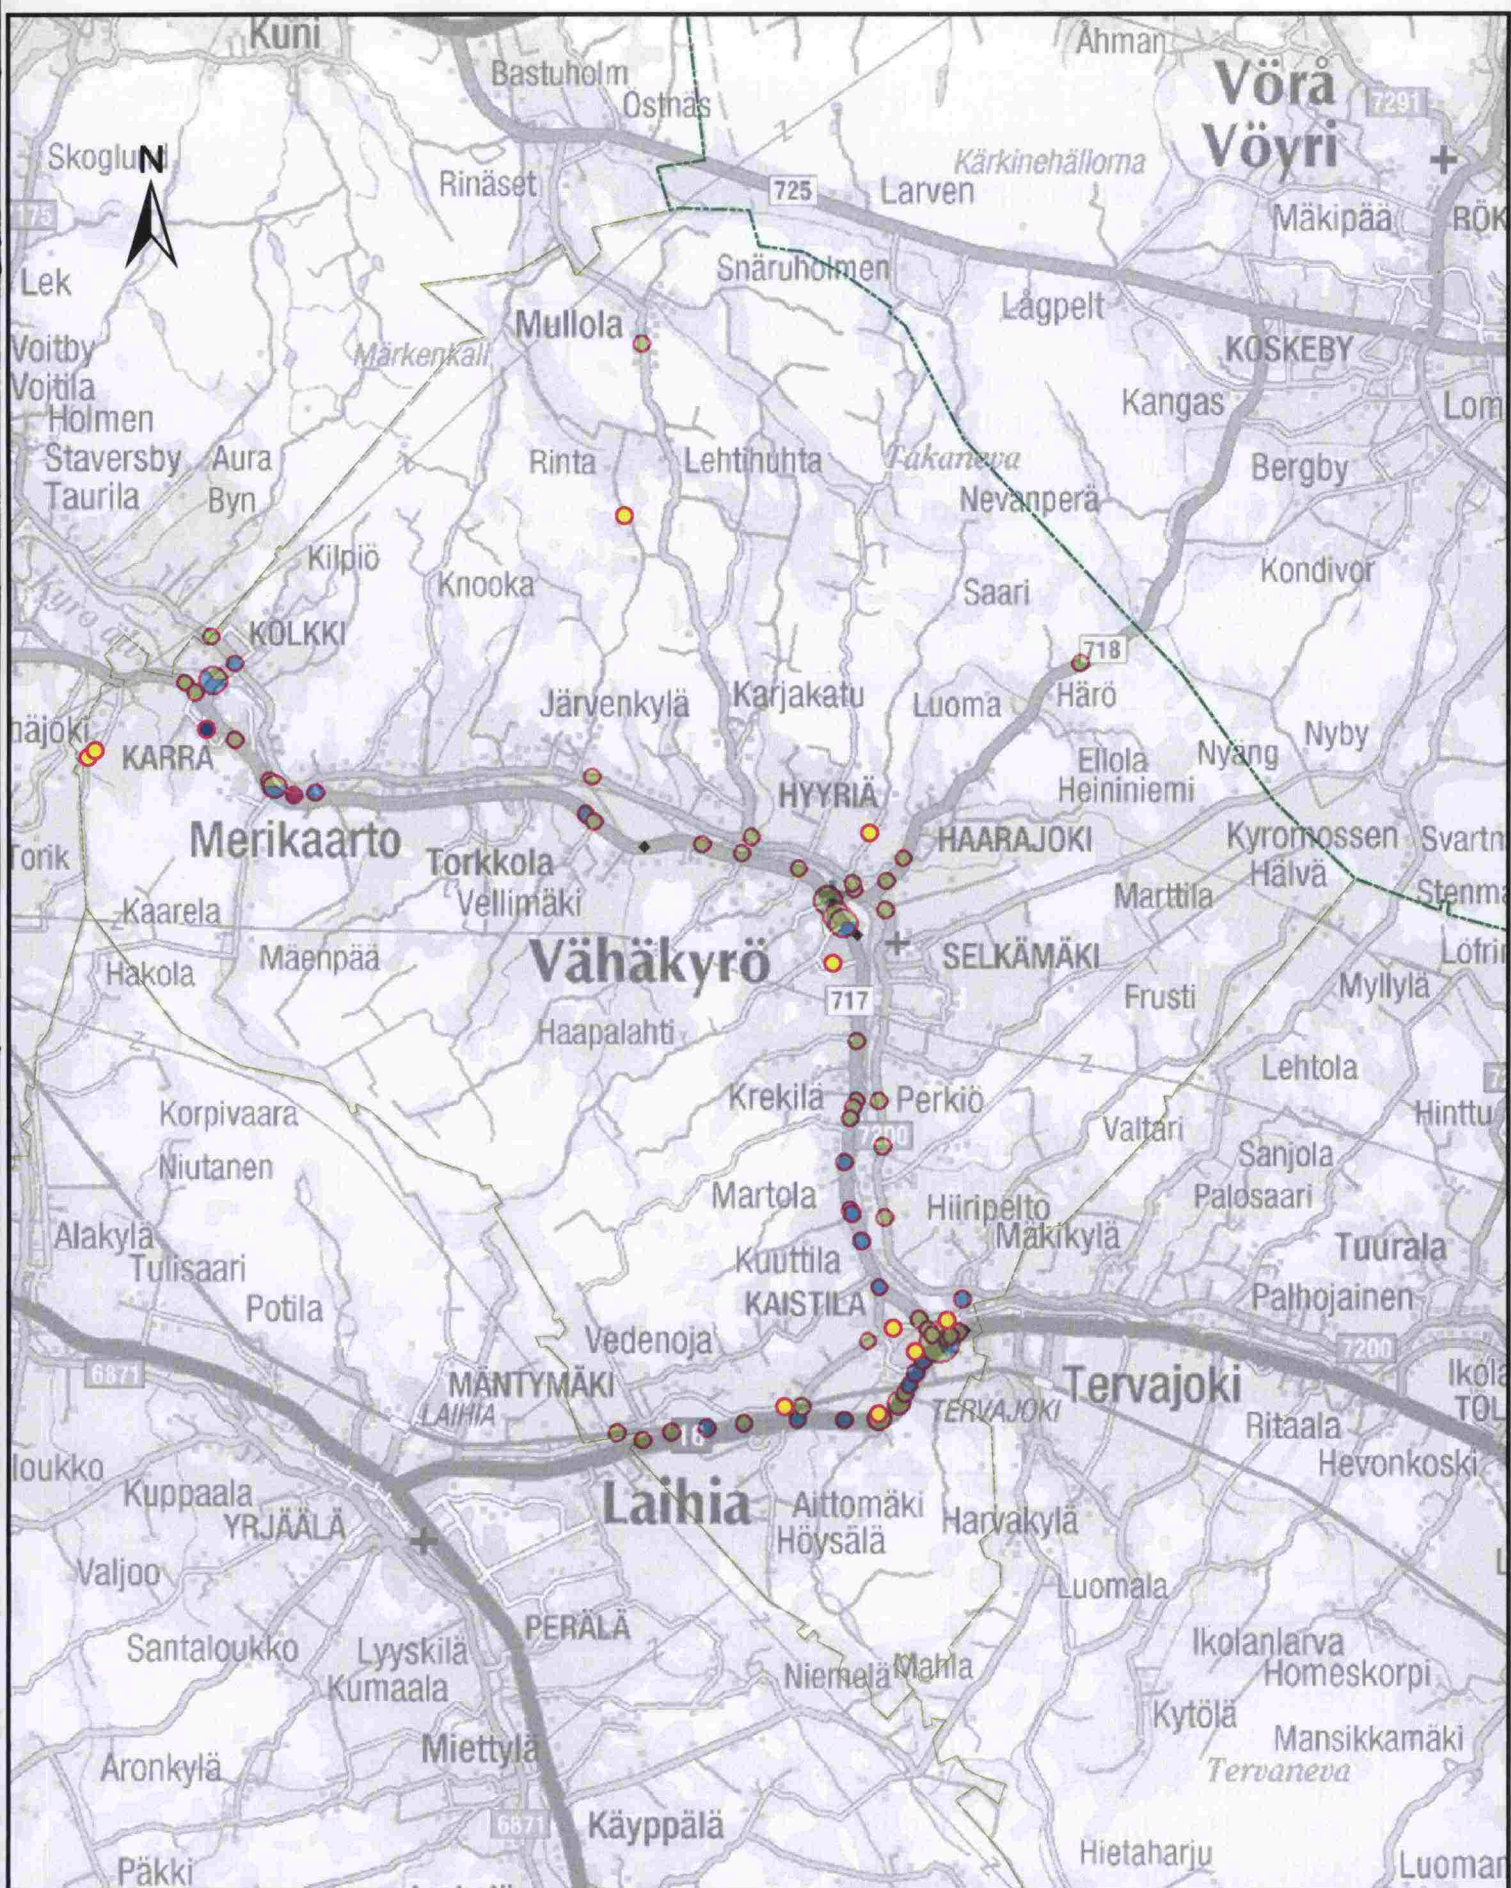 Kuni
Åhman
Bastuholm
Vörå
7291
Östnäs
Vöyri
Skoglund
N
Kärkinehällorna
Rinäset
725
Larven
175
Mäkipää
RÖK
Snäruholmen
Lek
Lågpelt
Mullola
Voitby
Märkenkall
KOSKEBY
Voitila
Kangas
Lom
Holmen
Staversby
Aura
Rinta
Lehtihuhta
Takaneva
Bergby
Taurila
Byn
Nevanperä
Kilpiö
Kondivor
Knooka
Saari
Kyro
KOLKKI
718
Järvenkylä
Karjakatu
Luoma
Härö
häjoki
Nyby
KARRA
Nyäng
Ellola
HYYRIÄ
Heininiemi
Merikaarto
HAARAJOKI
Kyromossen
Svartn
Torik
Torkkola
Hälvä
Vellimäki
Marttila
Stenma
Kaarela
Vähäkyrö
SELKÄMÄKI
Mäenpää
Hakola
Löfrin
717
Frusti
Myllylä
Haapalahti
Lehtola
7
Krekilä
Perkiö
Korpivaara
Hinttu
7200
Valtari
Niutanen
Sanjola
Martola
Palosaari
Hiiripelto
Alakylä
Mäkikylä
Tuurala
Tulisaari
Kuuttila
Potila
KAISTILA
Palhojainen
Vedenoja
200
6871
MÄNTYMÄKI
Tervajoki
Ikola
LAIHIA
TERVAJOKI
TOL
Ritaala
16
loukko
Hevonkoski
Kuppaala
Laihia
Aittomäki
Harvakylä
YRJÄÄLÄ
Höysälä
Valjoo
Luomala
L
PERÄLÄ
Santaloukko
Lyyskilä
Ikolanlarva
Niemelä
Mahla
Homeskorpi
Kumaala
Kytölä
Miettylä
Mansikkamäki
Aronkylä
Tervaneva
6871
Käyppälä
Hietaharju
Päkki
Luoman